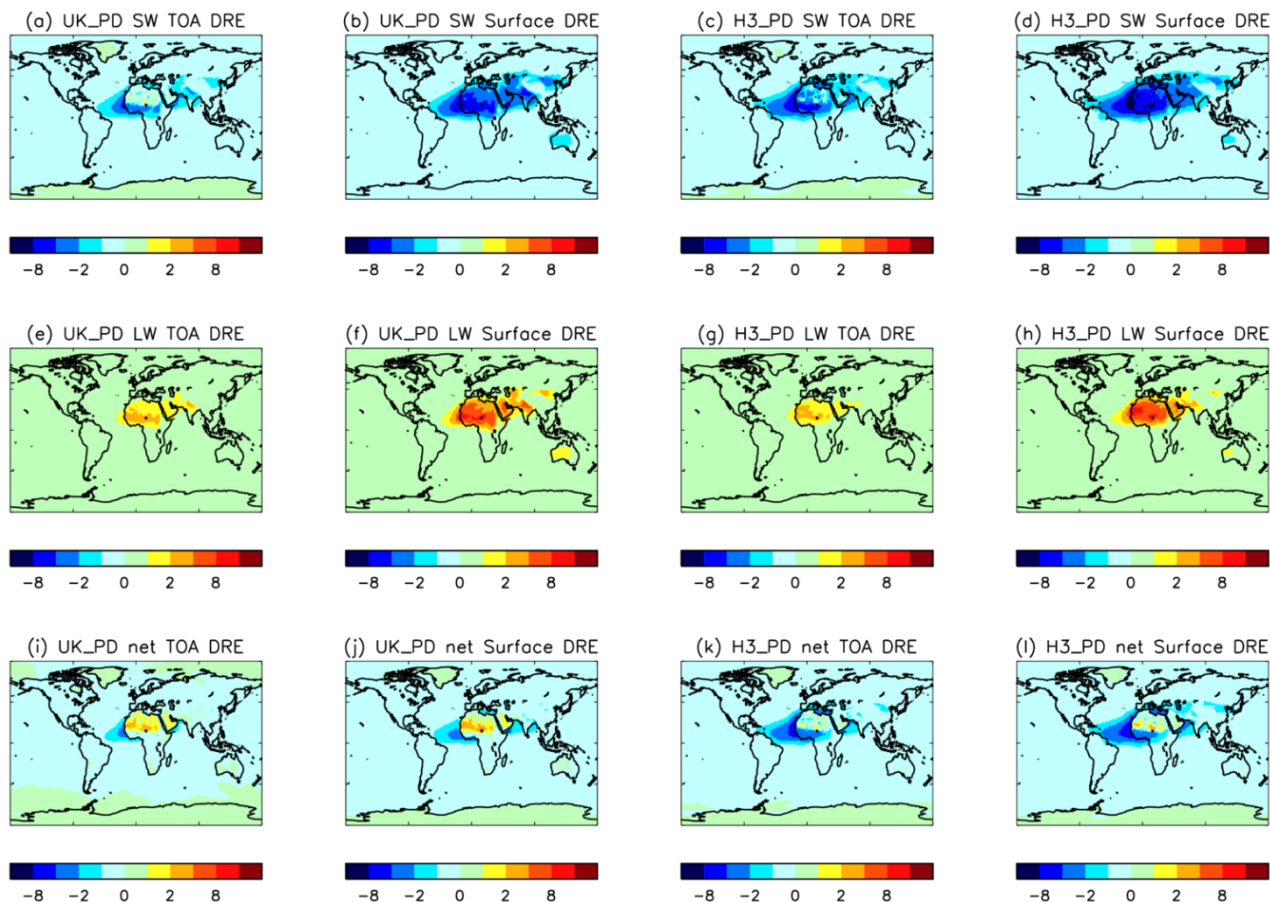 (a) UK_PD SW TOA DRE
(b) UK_PD SW Surface DRE
(c) H3_PD SW TOA DRE
(d) H3_PD SW Surface DRE
-8 -2 0 2 8
-8 -2 0 2 8
-8 -2 0 2 8
-8 -2 0 2 8
(e) UK_PD LW TOA DRE
(f) UK_PD LW Surface DRE
(g) H3_PD LW TOA DRE
(h) H3_PD LW Surface DRE
-8 -2 0 2 8
-8 -2 0 2 8
-8 -2 0 2 8
-8 -2 0 2 8
(i) UK_PD net TOA DRE
(j) UK_PD net Surface DRE
(k) H3_PD net TOA DRE
(l) H3_PD net Surface DRE
-8 -2 0 2 8
-8 -2 0 2 8
-8 -2 0 2 8
-8 -2 0 2 8